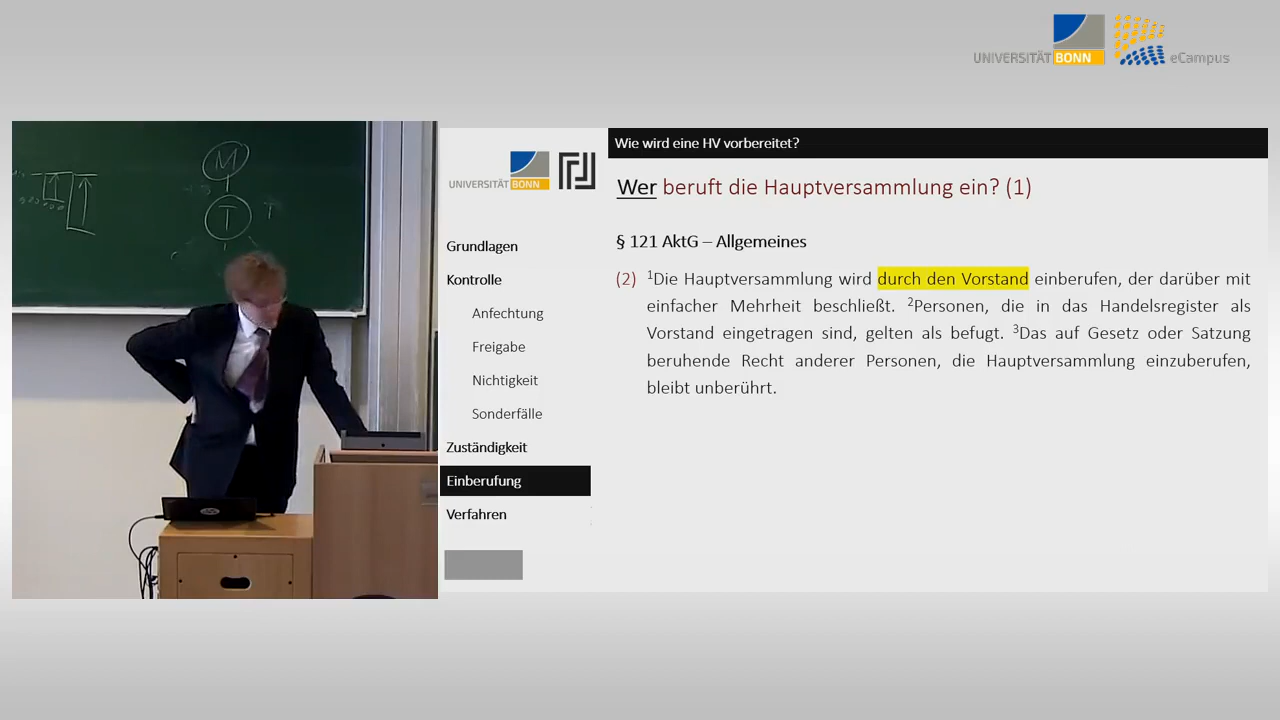 UNIVERSITÄT BONN
eCampus
M
T
T
UNIVERSITÄT BONN
Grundlagen
Kontrolle
Anfechtung
Freigabe
Nichtigkeit
Sonderfälle
Zuständigkeit
Einberufung
Verfahren
Wie wird eine HV vorbereitet?
Wer beruft die Hauptversammlung ein? (1)
§ 121 AktG – Allgemeines
(2) ¹Die Hauptversammlung wird durch den Vorstand einberufen, der darüber mit
einfacher Mehrheit beschließt. ²Personen, die in das Handelsregister als
Vorstand eingetragen sind, gelten als befugt. ³Das auf Gesetz oder Satzung
beruhende Recht anderer Personen, die Hauptversammlung einzuberufen,
bleibt unberührt.